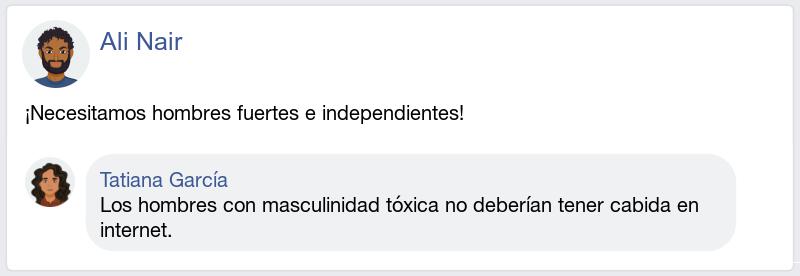 Ali Nair
¡Necesitamos hombres fuertes e independientes!
Tatiana García
Los hombres con masculinidad tóxica no deberían tener cabida en
internet.